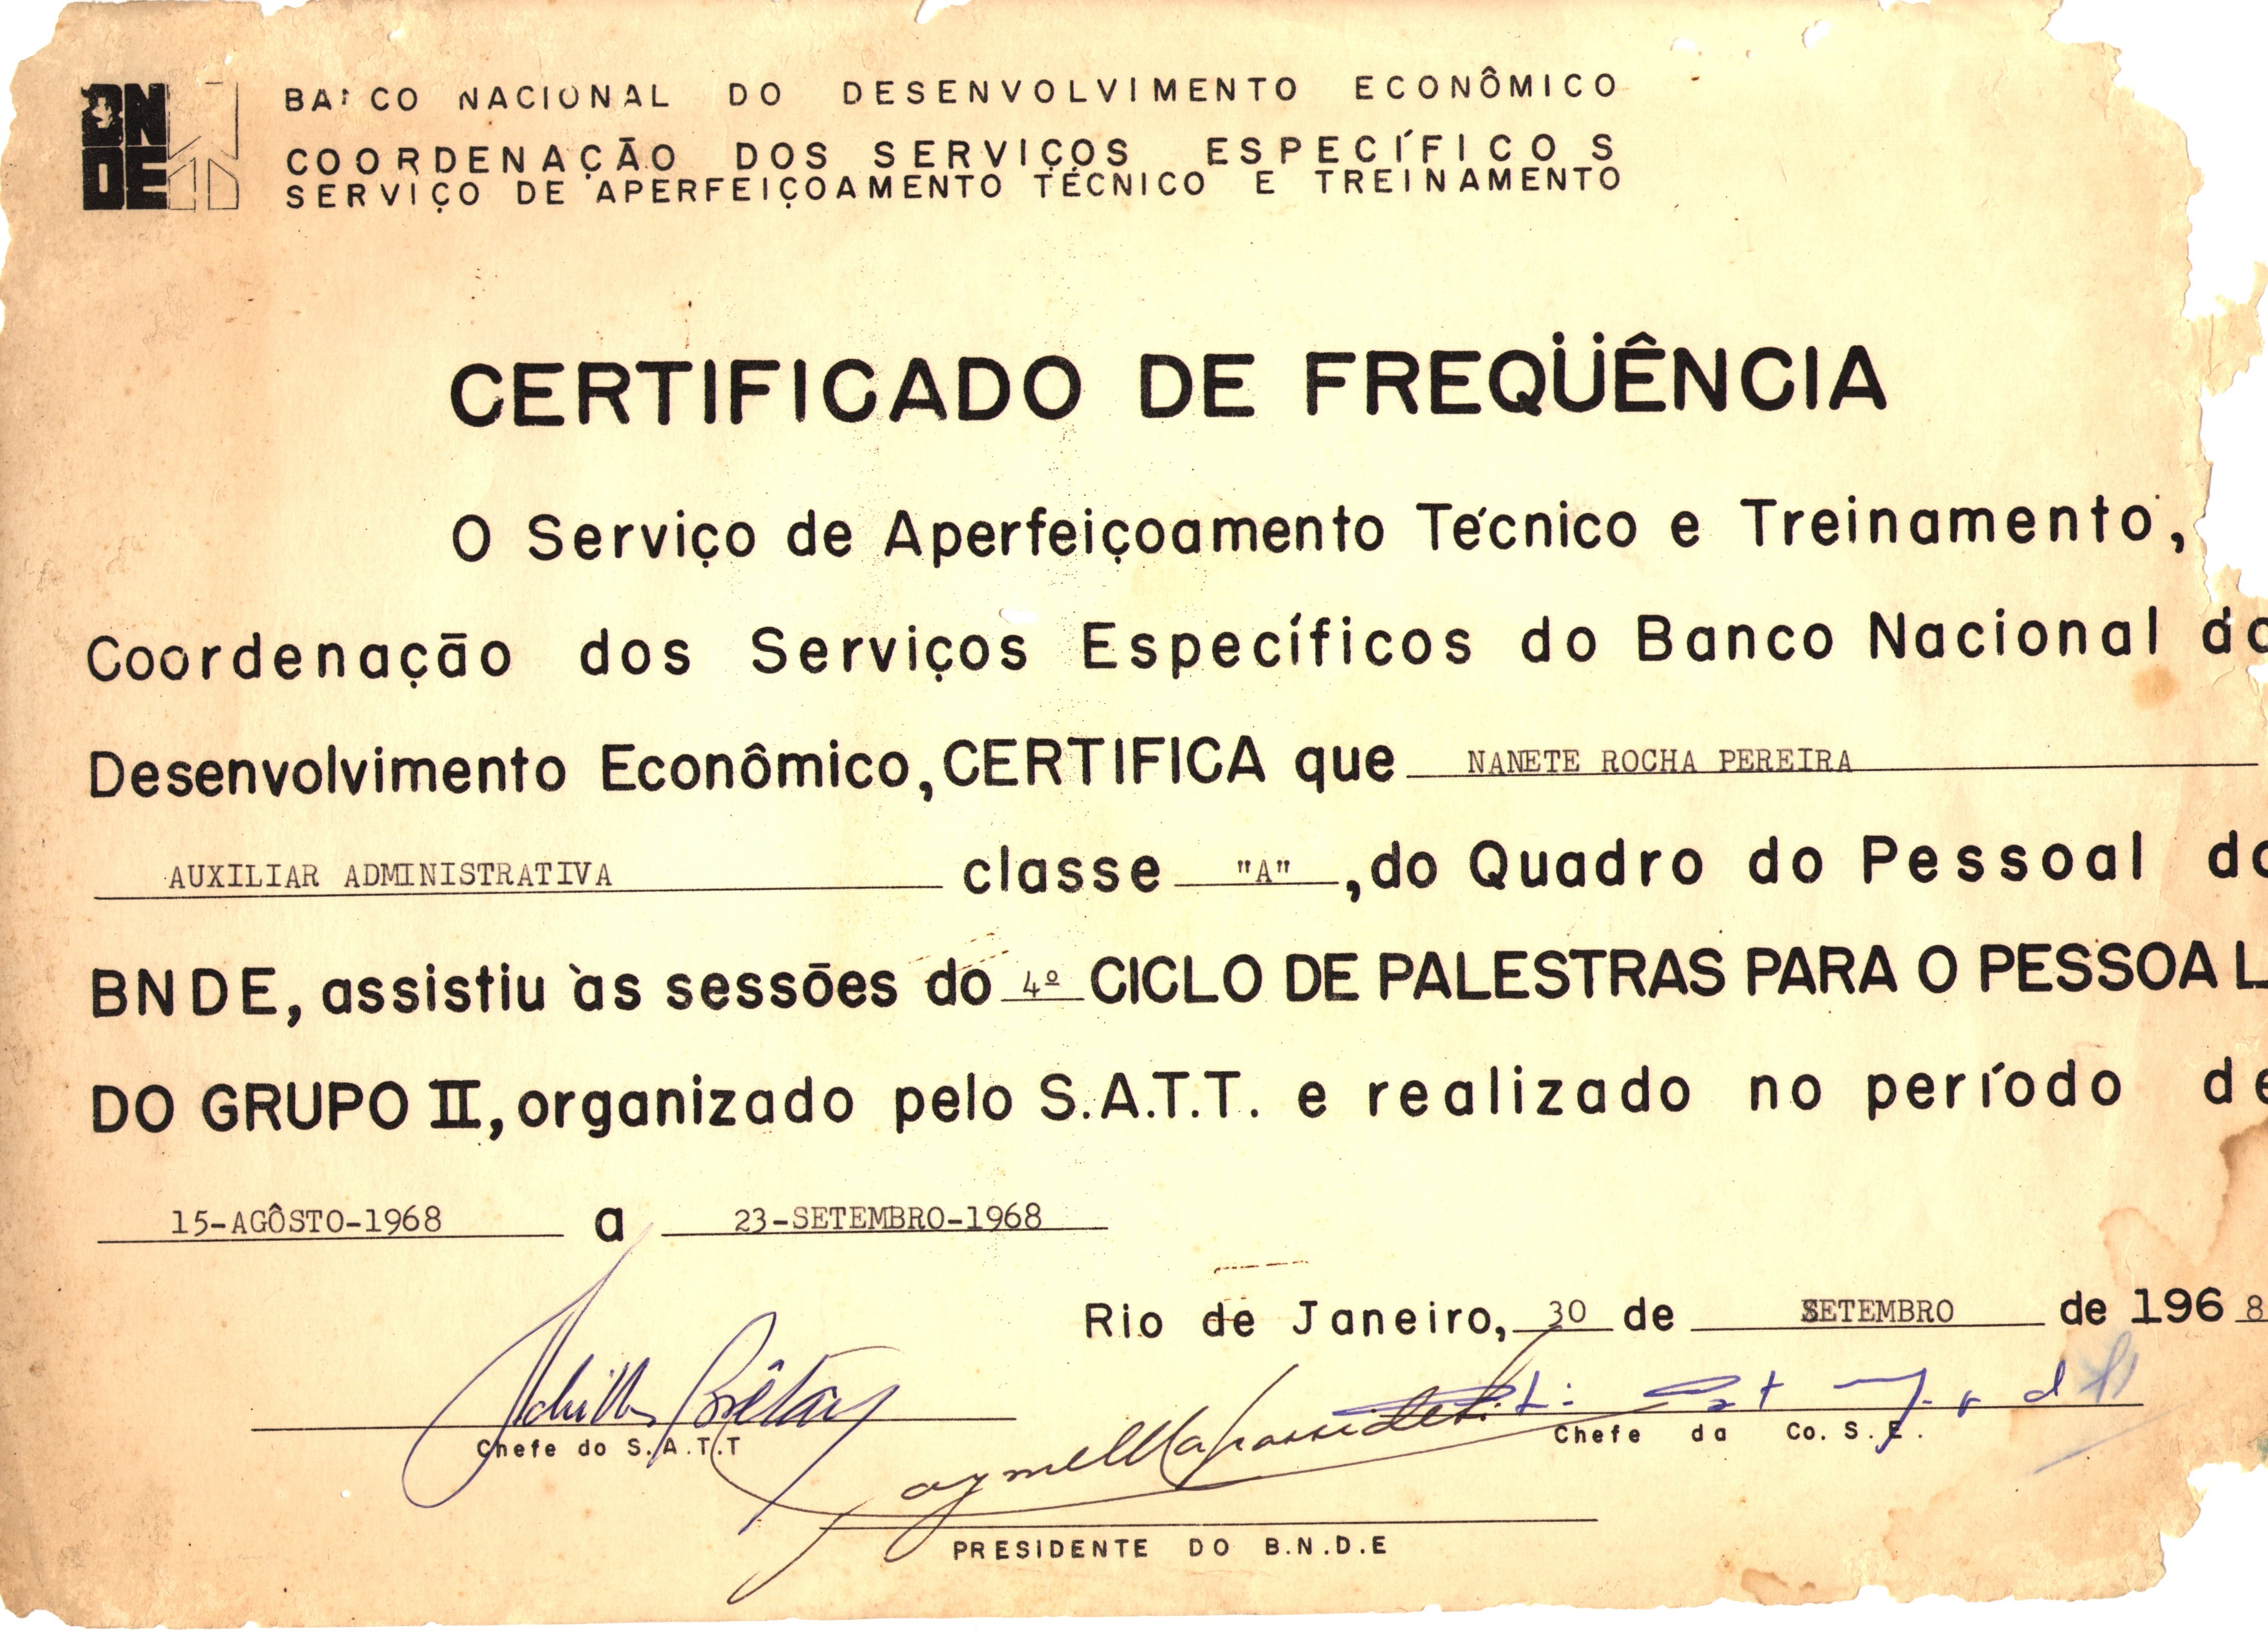 BNDE
BANCO NACIONAL DO DESENVOLVIMENTO ECONÔMICO
COORDENAÇÃO DOS SERVIÇOS ESPECÍFICOS
SERVIÇO DE APERFEIÇOAMENTO TÉCNICO E TREINAMENTO
CERTIFICADO DE FREQÜÊNCIA
O Serviço de Aperfeiçoamento Técnico e Treinamento,
Coordenação dos Serviços Específicos do Banco Nacional do
Desenvolvimento Econômico, CERTIFICA que NANETE ROCHA PEREIRA
AUXILIAR ADMINISTRATIVA classe "A", do Quadro do Pessoal do
BNDE, assistiu às sessões do 4º CICLO DE PALESTRAS PARA O PESSOAL
DO GRUPO II, organizado pelo S.A.T.T. e realizado no período de
15-AGÔSTO-1968 a 23-SETEMBRO-1968
Rio de Janeiro, 30 de SETEMBRO de 1968
Chefe do S.A.T.T
Chefe da Co.S.E.
PRESIDENTE DO B.N.D.E